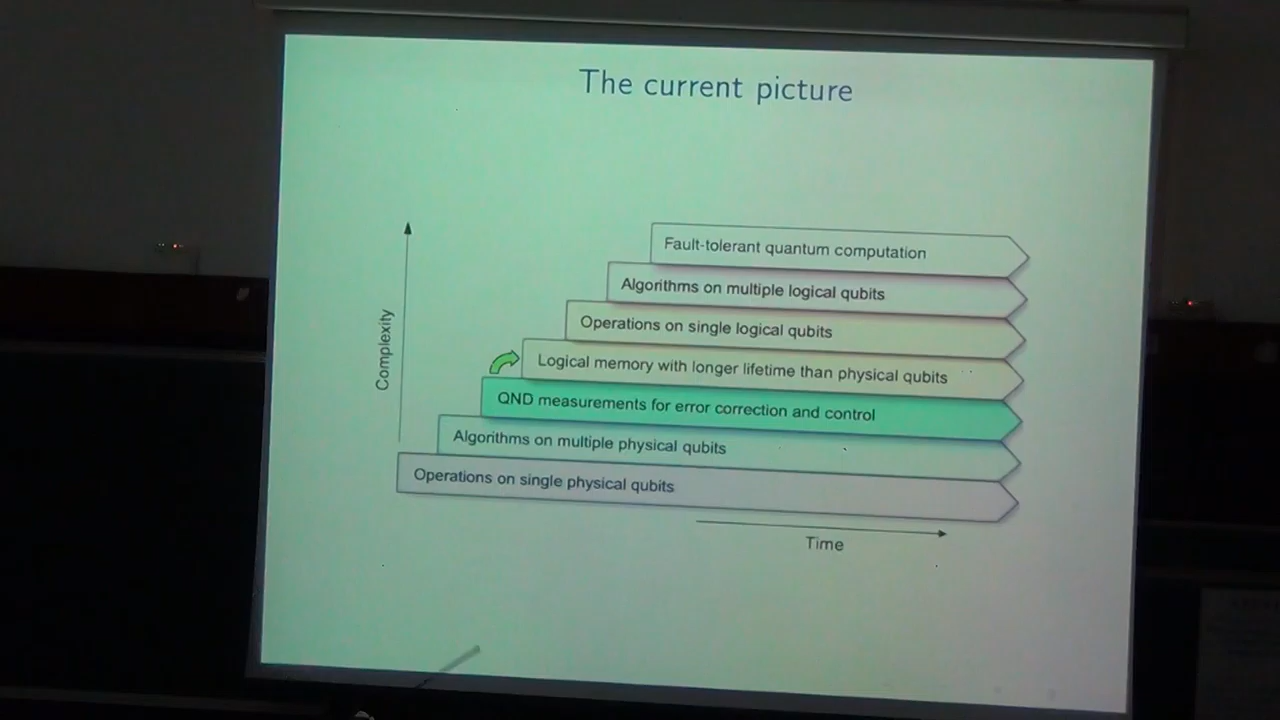 The current picture
Fault-tolerant quantum computation
Algorithms on multiple logical qubits
Operations on single logical qubits
Logical memory with longer lifetime than physical qubits
QND measurements for error correction and control
Algorithms on multiple physical qubits
Operations on single physical qubits
Complexity
Time